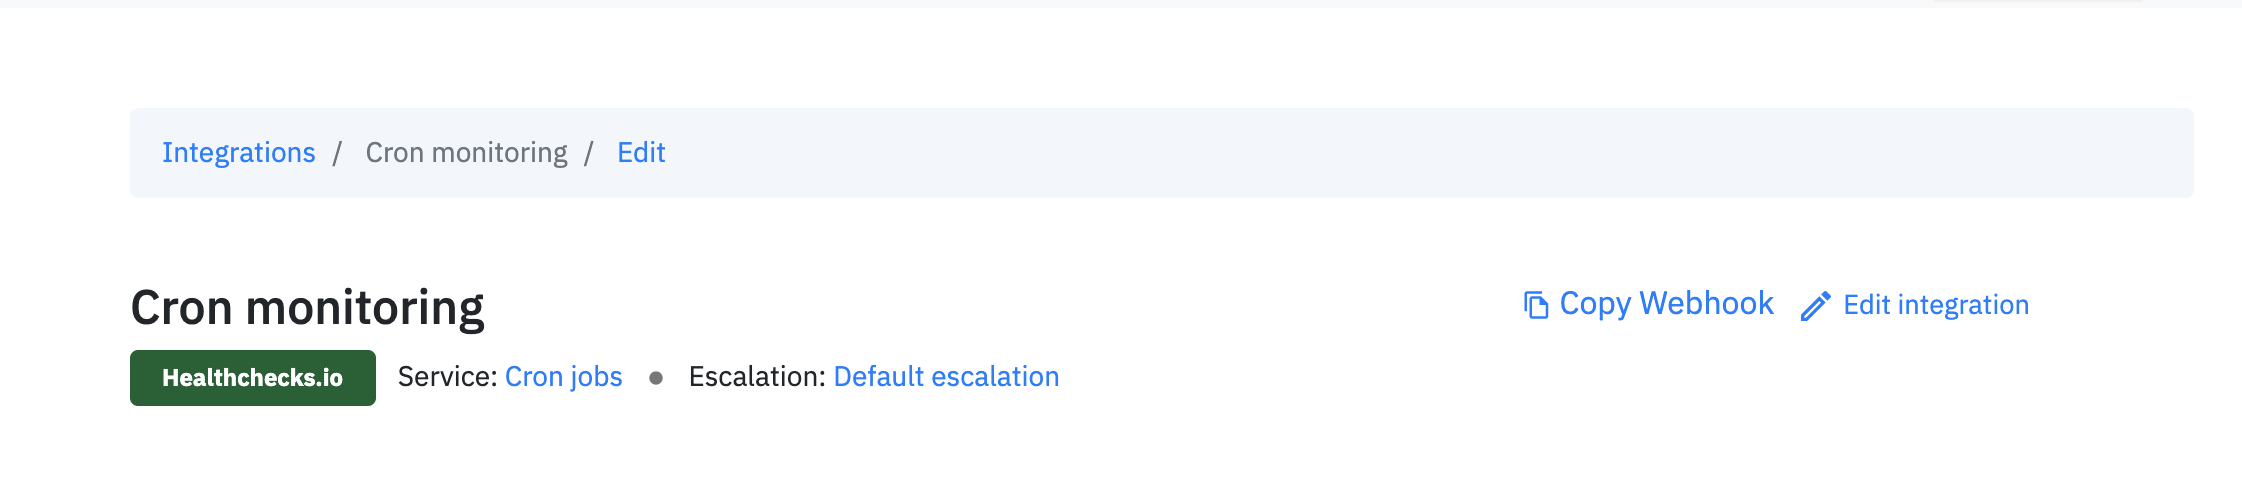 Integrations / Cron monitoring / Edit
Cron monitoring
Copy Webhook Edit integration
Healthchecks.io Service: Cron jobs ● Escalation: Default escalation